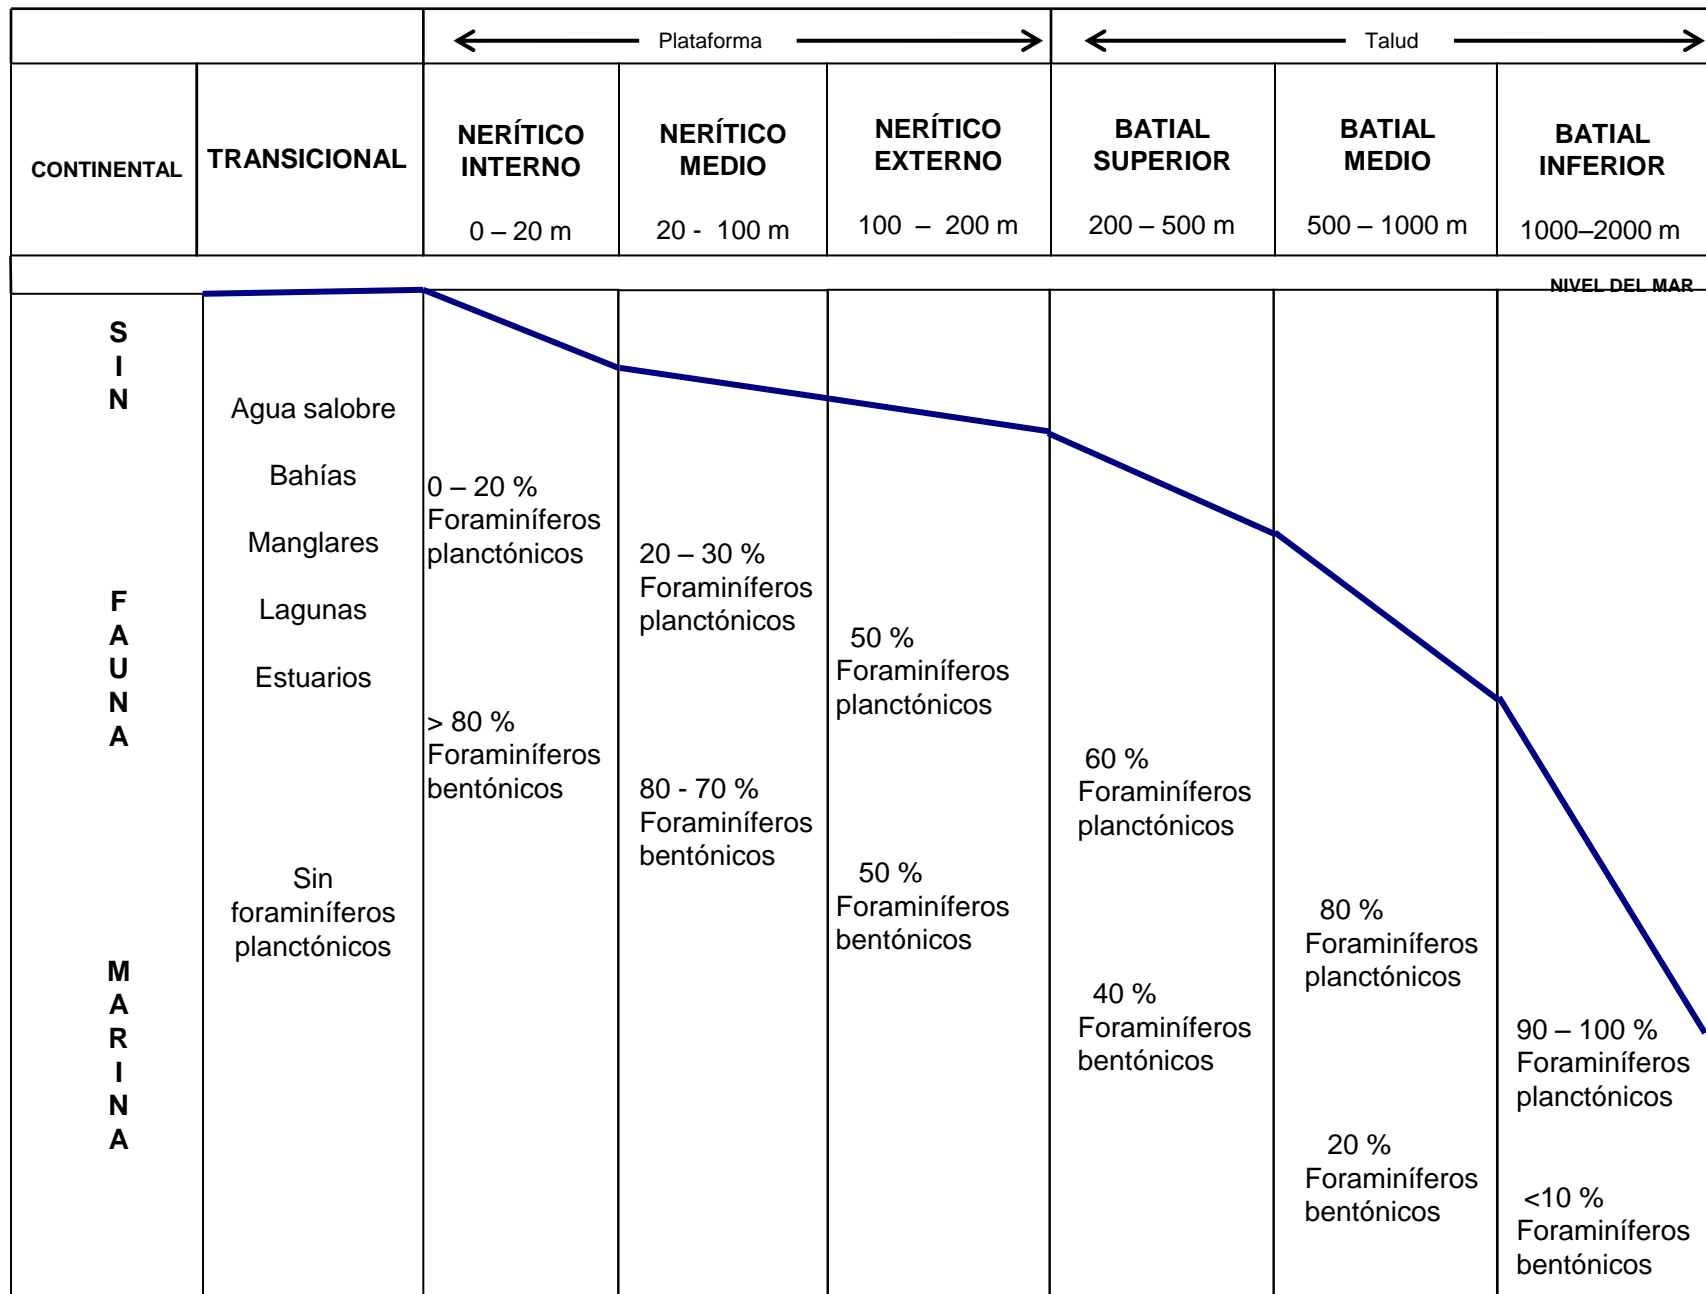 Plataforma
Talud
CONTINENTAL
TRANSICIONAL
NERÍTICO
INTERNO
0 – 20 m
NERÍTICO
MEDIO
20 - 100 m
NERÍTICO
EXTERNO
100 – 200 m
BATIAL
SUPERIOR
200 – 500 m
BATIAL
MEDIO
500 – 1000 m
BATIAL
INFERIOR
1000–2000 m
NIVEL DEL MAR
S
I
N
F
A
U
N
A
M
A
R
I
N
A
Agua salobre
Bahías
Manglares
Lagunas
Estuarios
Sin
foraminíferos
planctónicos
0 – 20 %
Foraminíferos
planctónicos
> 80 %
Foraminíferos
bentónicos
20 – 30 %
Foraminíferos
planctónicos
80 - 70 %
Foraminíferos
bentónicos
50 %
Foraminíferos
planctónicos
50 %
Foraminíferos
bentónicos
60 %
Foraminíferos
planctónicos
40 %
Foraminíferos
bentónicos
80 %
Foraminíferos
planctónicos
20 %
Foraminíferos
bentónicos
90 – 100 %
Foraminíferos
planctónicos
<10 %
Foraminíferos
bentónicos